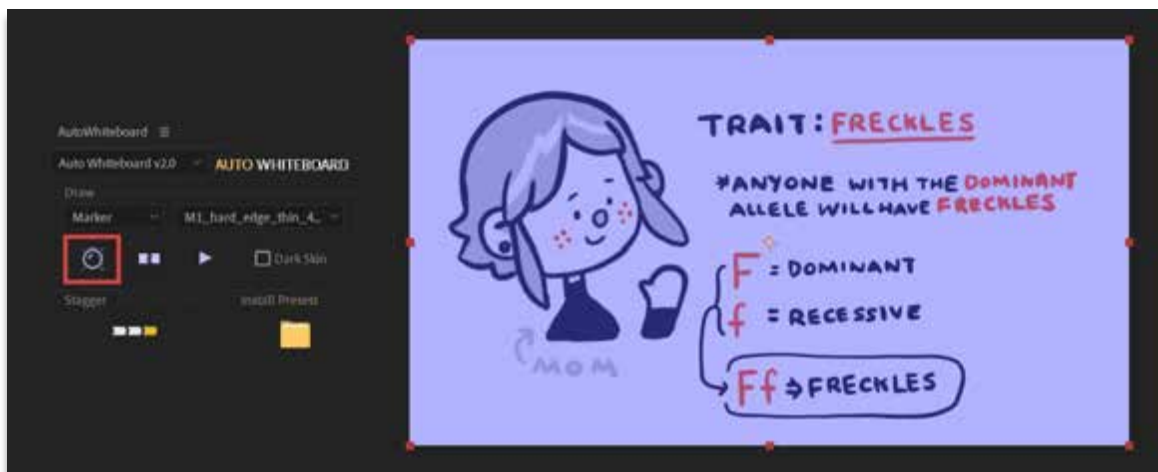 AutoWhiteboard
Auto Whiteboard v2.0
AUTO WHITEBOARD
Draw
Marker
M1_hard_edge_thin_4...
Dark Skin
Stagger
Install Presets
TRAIT: FRECKLES
*ANYONE WITH THE DOMINANT
ALLELE WILL HAVE FRECKLES
F = DOMINANT
f = RECESSIVE
Ff ⇒ FRECKLES
MOM